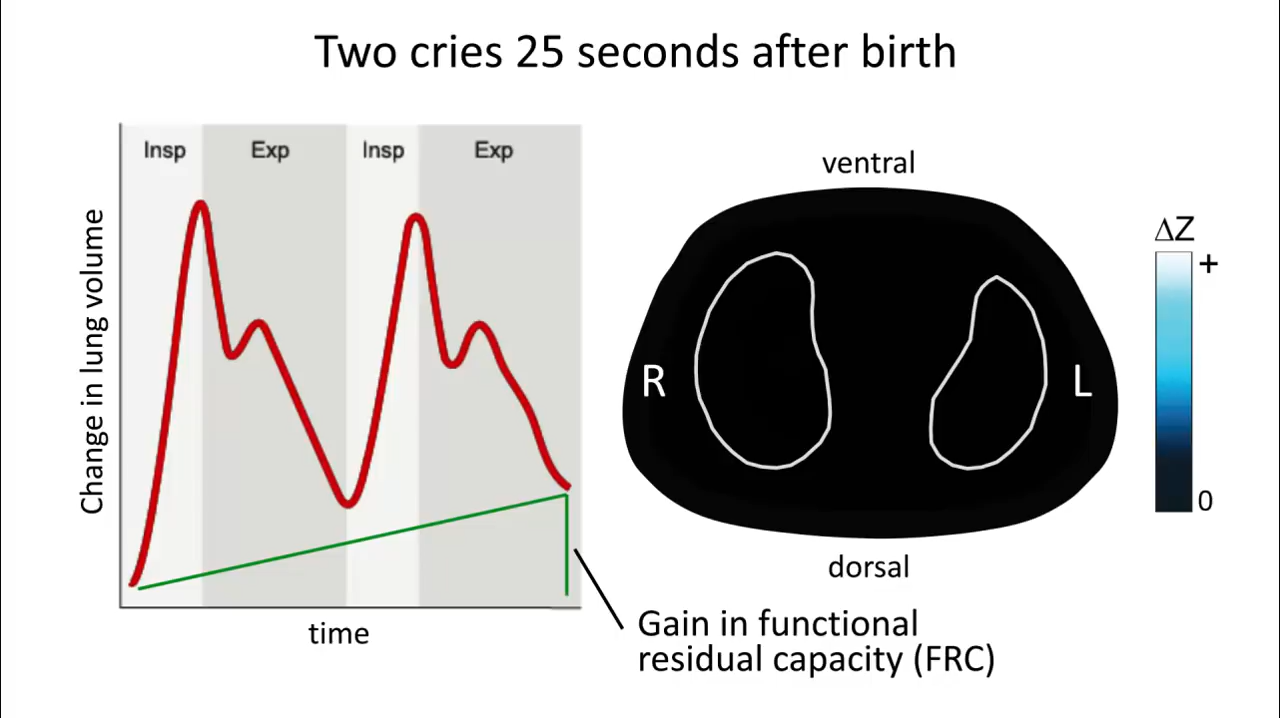 Two cries 25 seconds after birth
Insp
Exp
Insp
Exp
Change in lung volume
time
Gain in functional
residual capacity (FRC)
ventral
R
L
dorsal
ΔZ
+
0